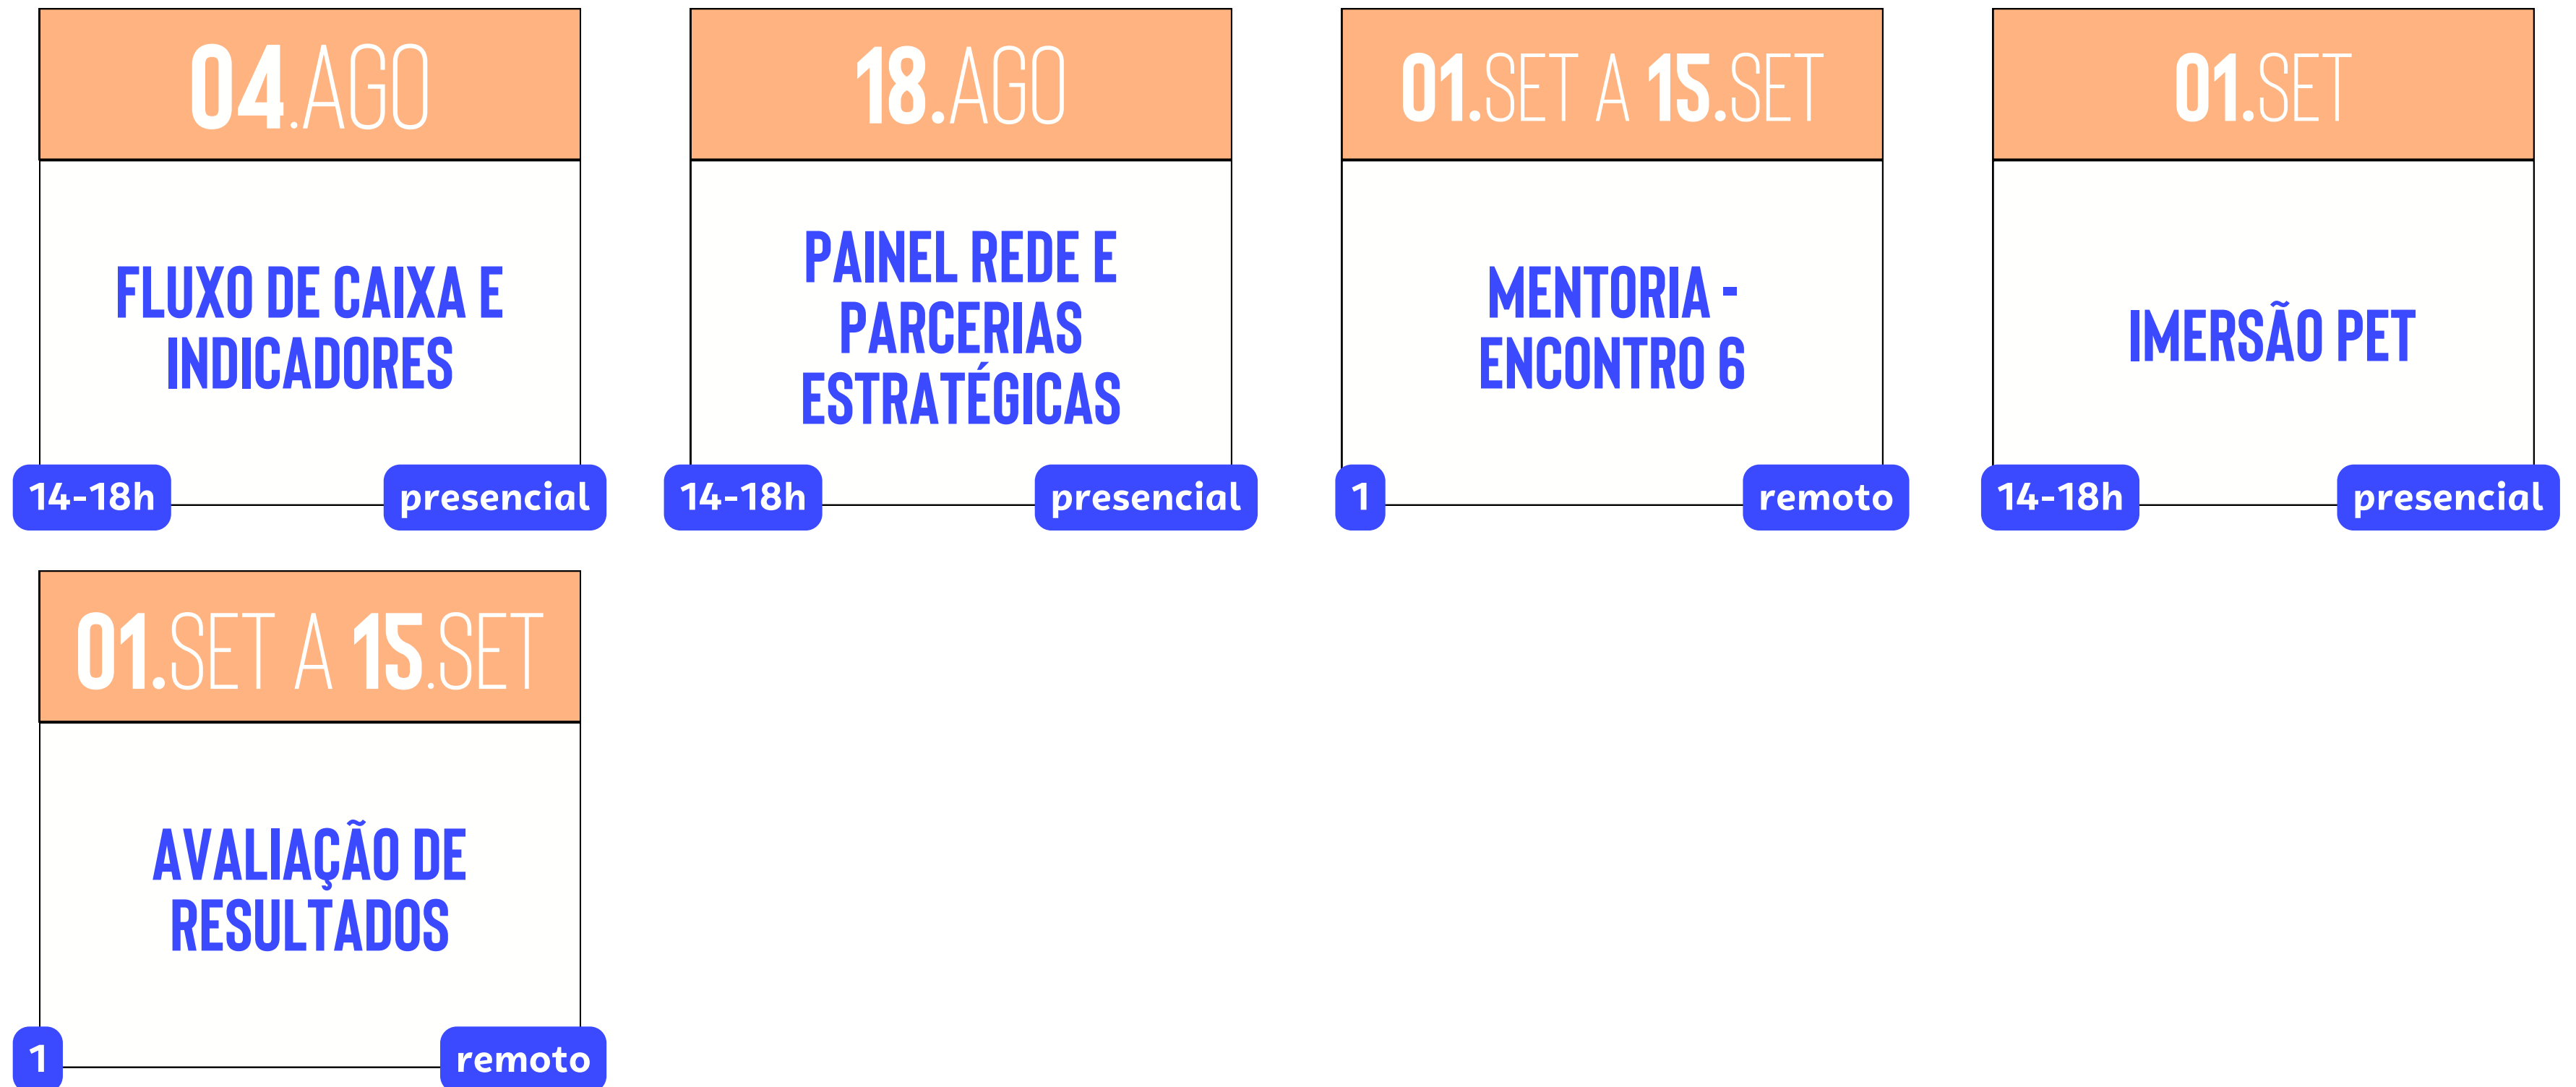 04.AGO
FLUXO DE CAIXA E
INDICADORES
14-18h
presencial
18.AGO
PAINEL REDE E
PARCERIAS
ESTRATÉGICAS
14-18h
presencial
01.SET A 15.SET
MENTORIA -
ENCONTRO 6
1
remoto
01.SET
IMERSÃO PET
14-18h
presencial
01.SET A 15.SET
AVALIAÇÃO DE
RESULTADOS
1
remoto